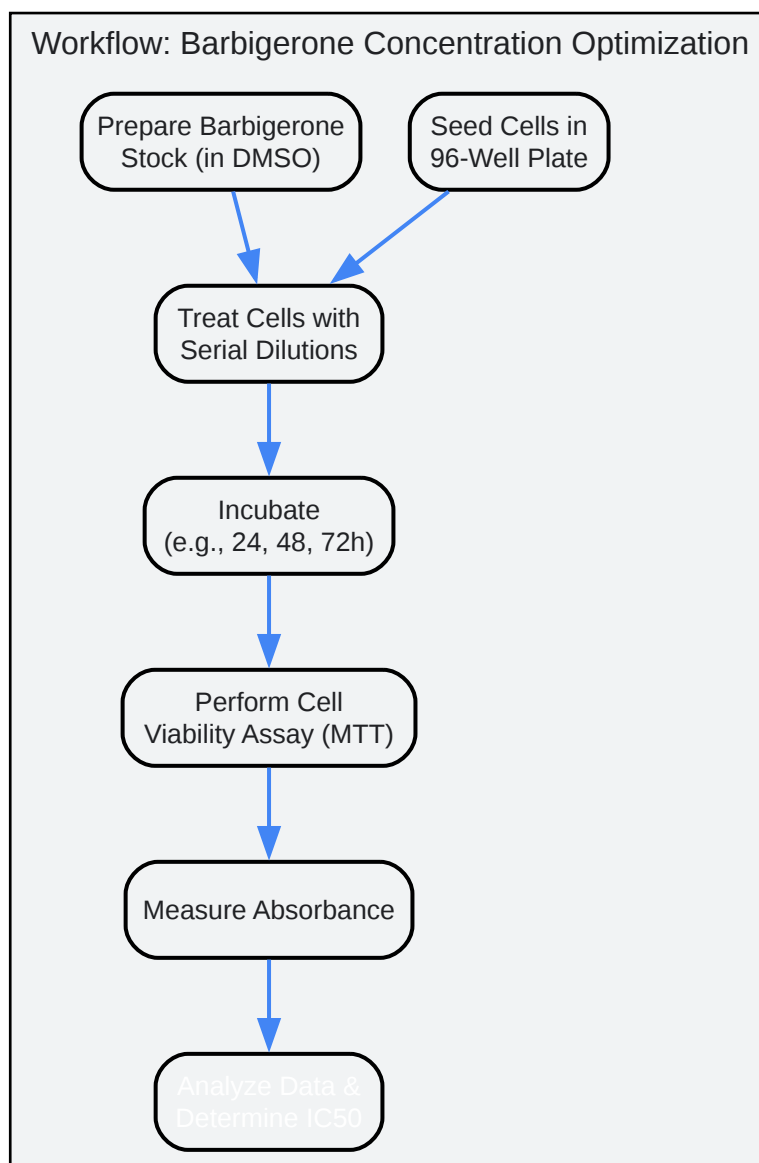 Workflow: Barbigerone Concentration Optimization
Prepare Barbigerone
Stock (in DMSO)
Seed Cells in
96-Well Plate
Treat Cells with
Serial Dilutions
Incubate
(e.g., 24, 48, 72h)
Perform Cell
Viability Assay (MTT)
Measure Absorbance
Analyze Data &
Determine IC50